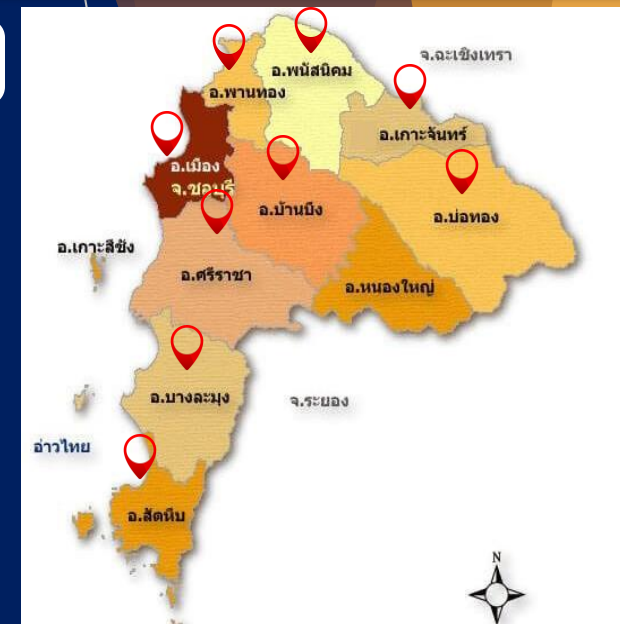 อ.พนัสนิคม
จ.ฉะเชิงเทรา
อ.พานทอง
อ.เกาะจันทร์
อ.เมือง
จ.ชลบุรี
อ.บ้านบึง
อ.บ่อทอง
อ.เกาะสีชัง
อ.ศรีราชา
อ.หนองใหญ่
อ.บางละมุง
จ.ระยอง
อ่าวไทย
อ.สัตหีบ
N